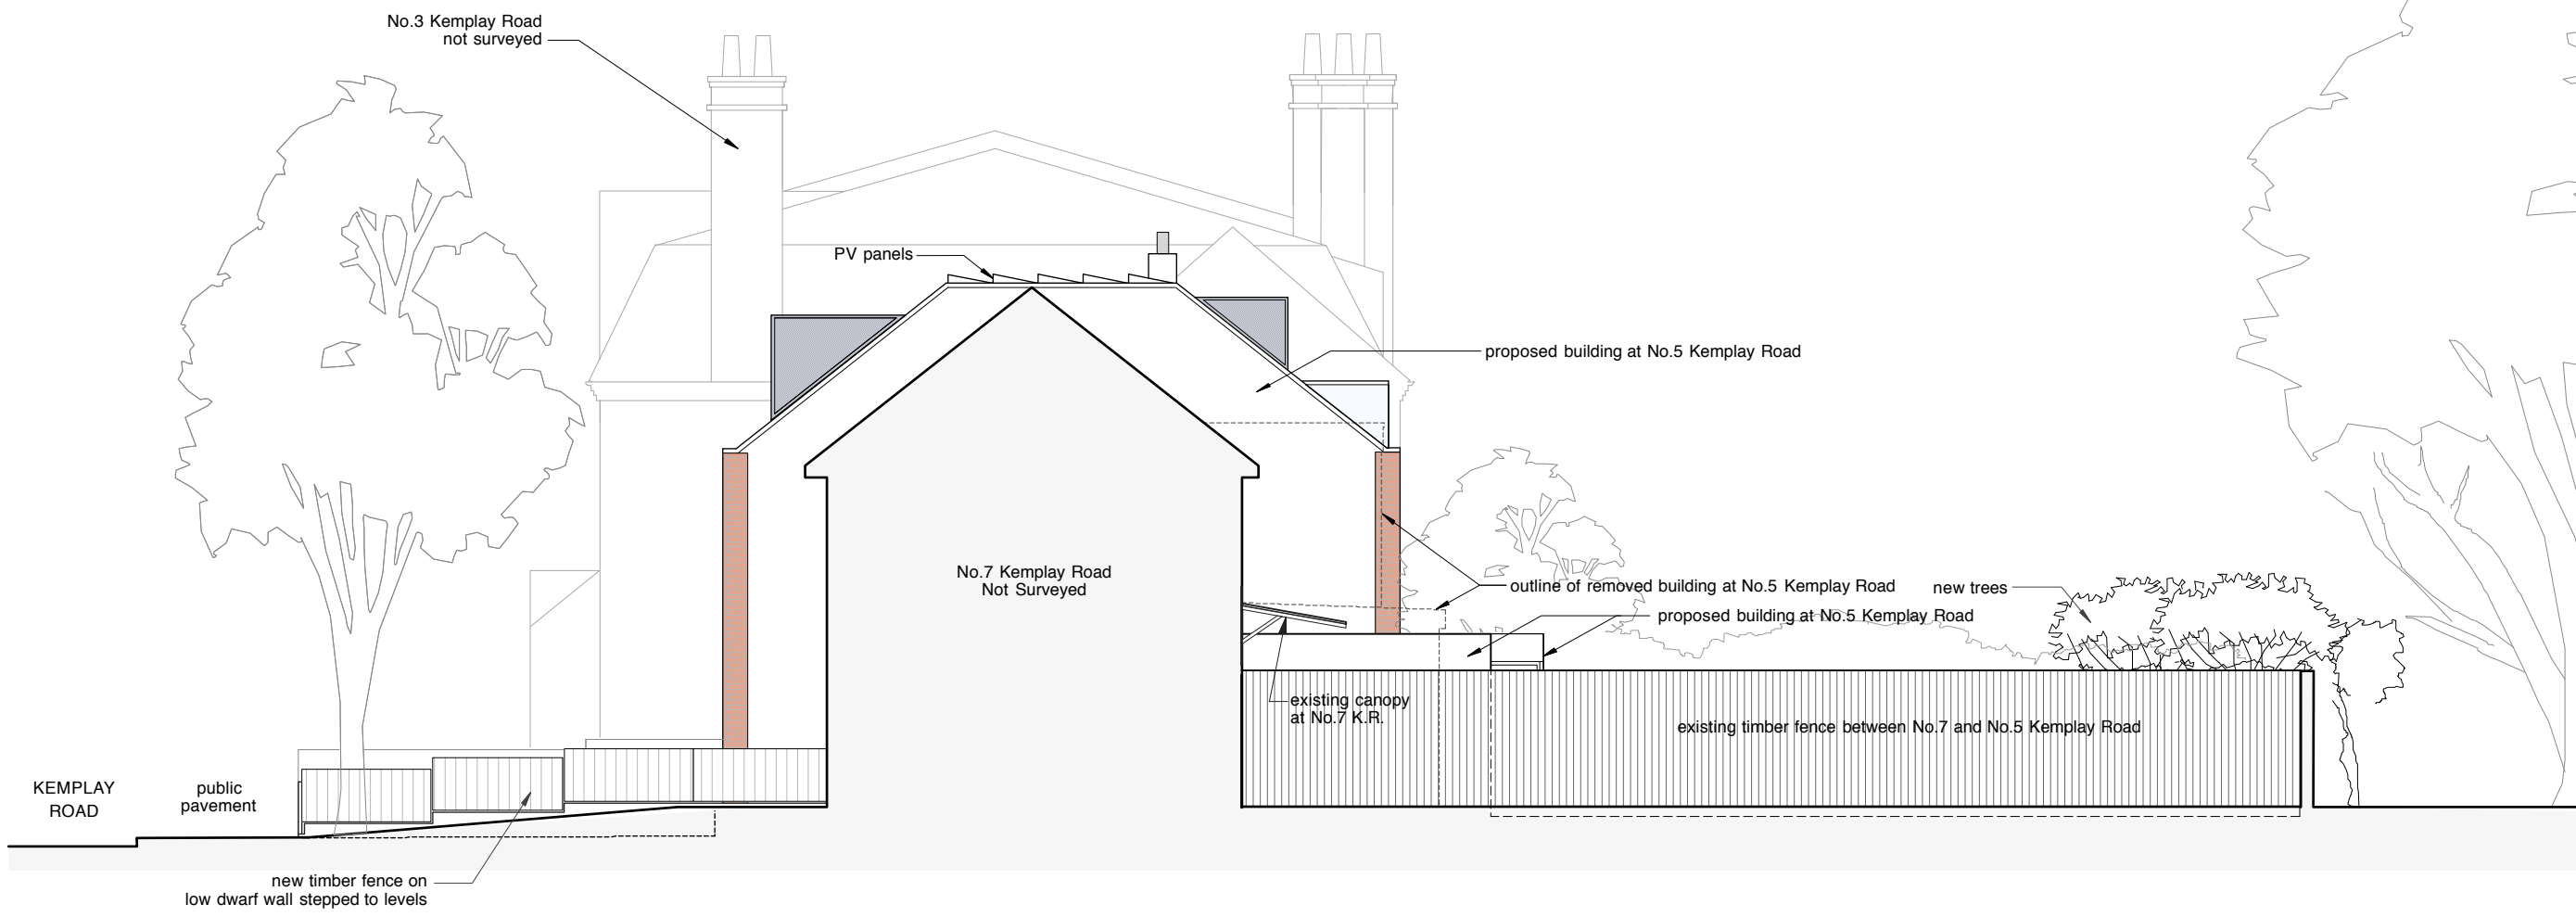 No.3 Kemplay Road
not surveyed
PV panels
proposed building at No.5 Kemplay Road
No.7 Kemplay Road
Not Surveyed
outline of removed building at No.5 Kemplay Road
new trees
proposed building at No.5 Kemplay Road
existing canopy
at No.7 K.R.
existing timber fence between No.7 and No.5 Kemplay Road
KEMPLAY
ROAD
public
pavement
new timber fence on
low dwarf wall stepped to levels